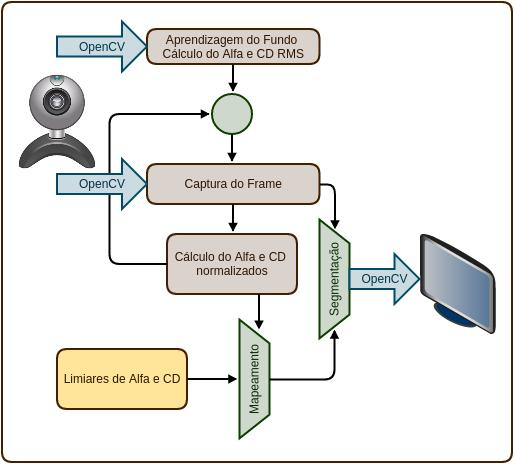 OpenCV
Aprendizagem do Fundo
Cálculo do Alfa e CD RMS
OpenCV
Captura do Frame
Cálculo do Alfa e CD
normalizados
Segmentação
OpenCV
Limiares de Alfa e CD
Mapeamento